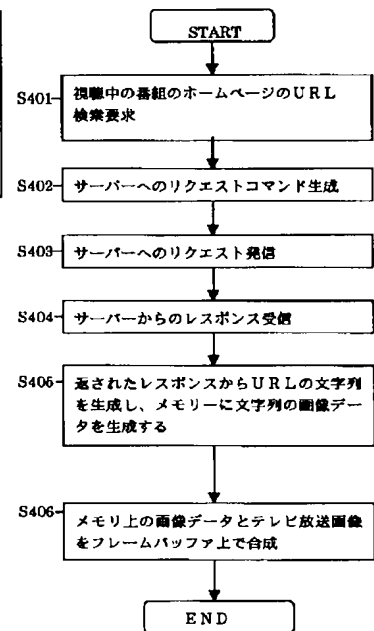 START
S401
視聴中の番組のホームページのURL
検索要求
S402
サーバーへのリクエストコマンド生成
S403
サーバーへのリクエスト発信
S404
サーバーからのレスポンス受信
S406
返されたレスポンスからURLの文字列
を生成し、メモリーに文字列の画像デー
タを生成する
S406
メモリ上の画像データとテレビ放送画像
をフレームバッファ上で合成
END